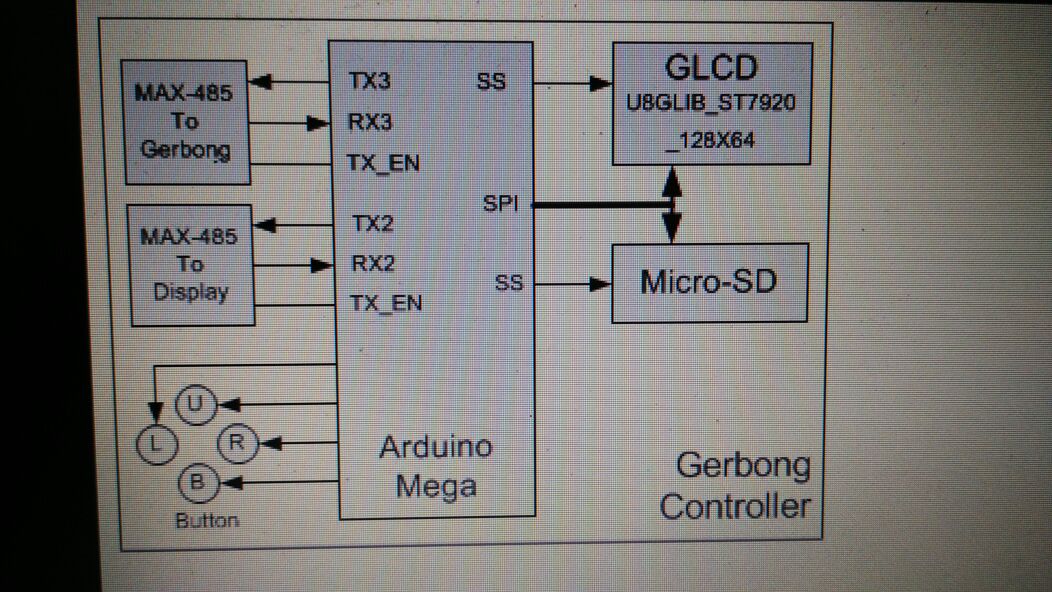 MAX-485
To
Gerbong
TX3
RX3
TX_EN
SS
GLCD
U8GLIB_ST7920
_128X64
SPI
MAX-485
To
Display
TX2
RX2
TX_EN
SS
Micro-SD
U
L
R
B
Button
Arduino
Mega
Gerbong
Controller